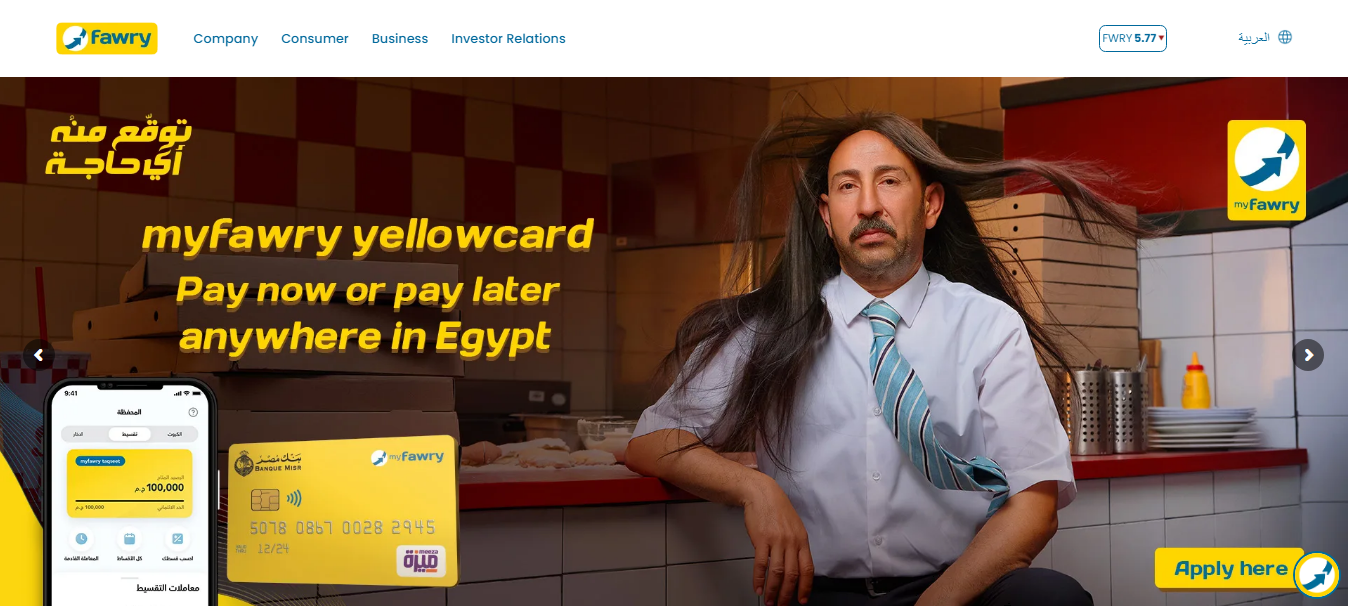 fawry
Company Consumer Business Investor Relations
FWRY 5.77
العربية
توقّع منه
أي حاجة
myfawry
myfawry yellowcard
Pay now or pay later
anywhere in Egypt
9:41
المحفظة
الكروت تقسيط ادخار
myfawry taqseet
100,000 ج.م
الحد الائتماني 100,000 ج.م
احسب قسطك كل الأقساط المعاملة القادمة
معاملات التقسيط
بنك مصر
BANQUE MISR
myfawry
5078 0867 0028 2945
12/24
meeza
ميزة
Apply here